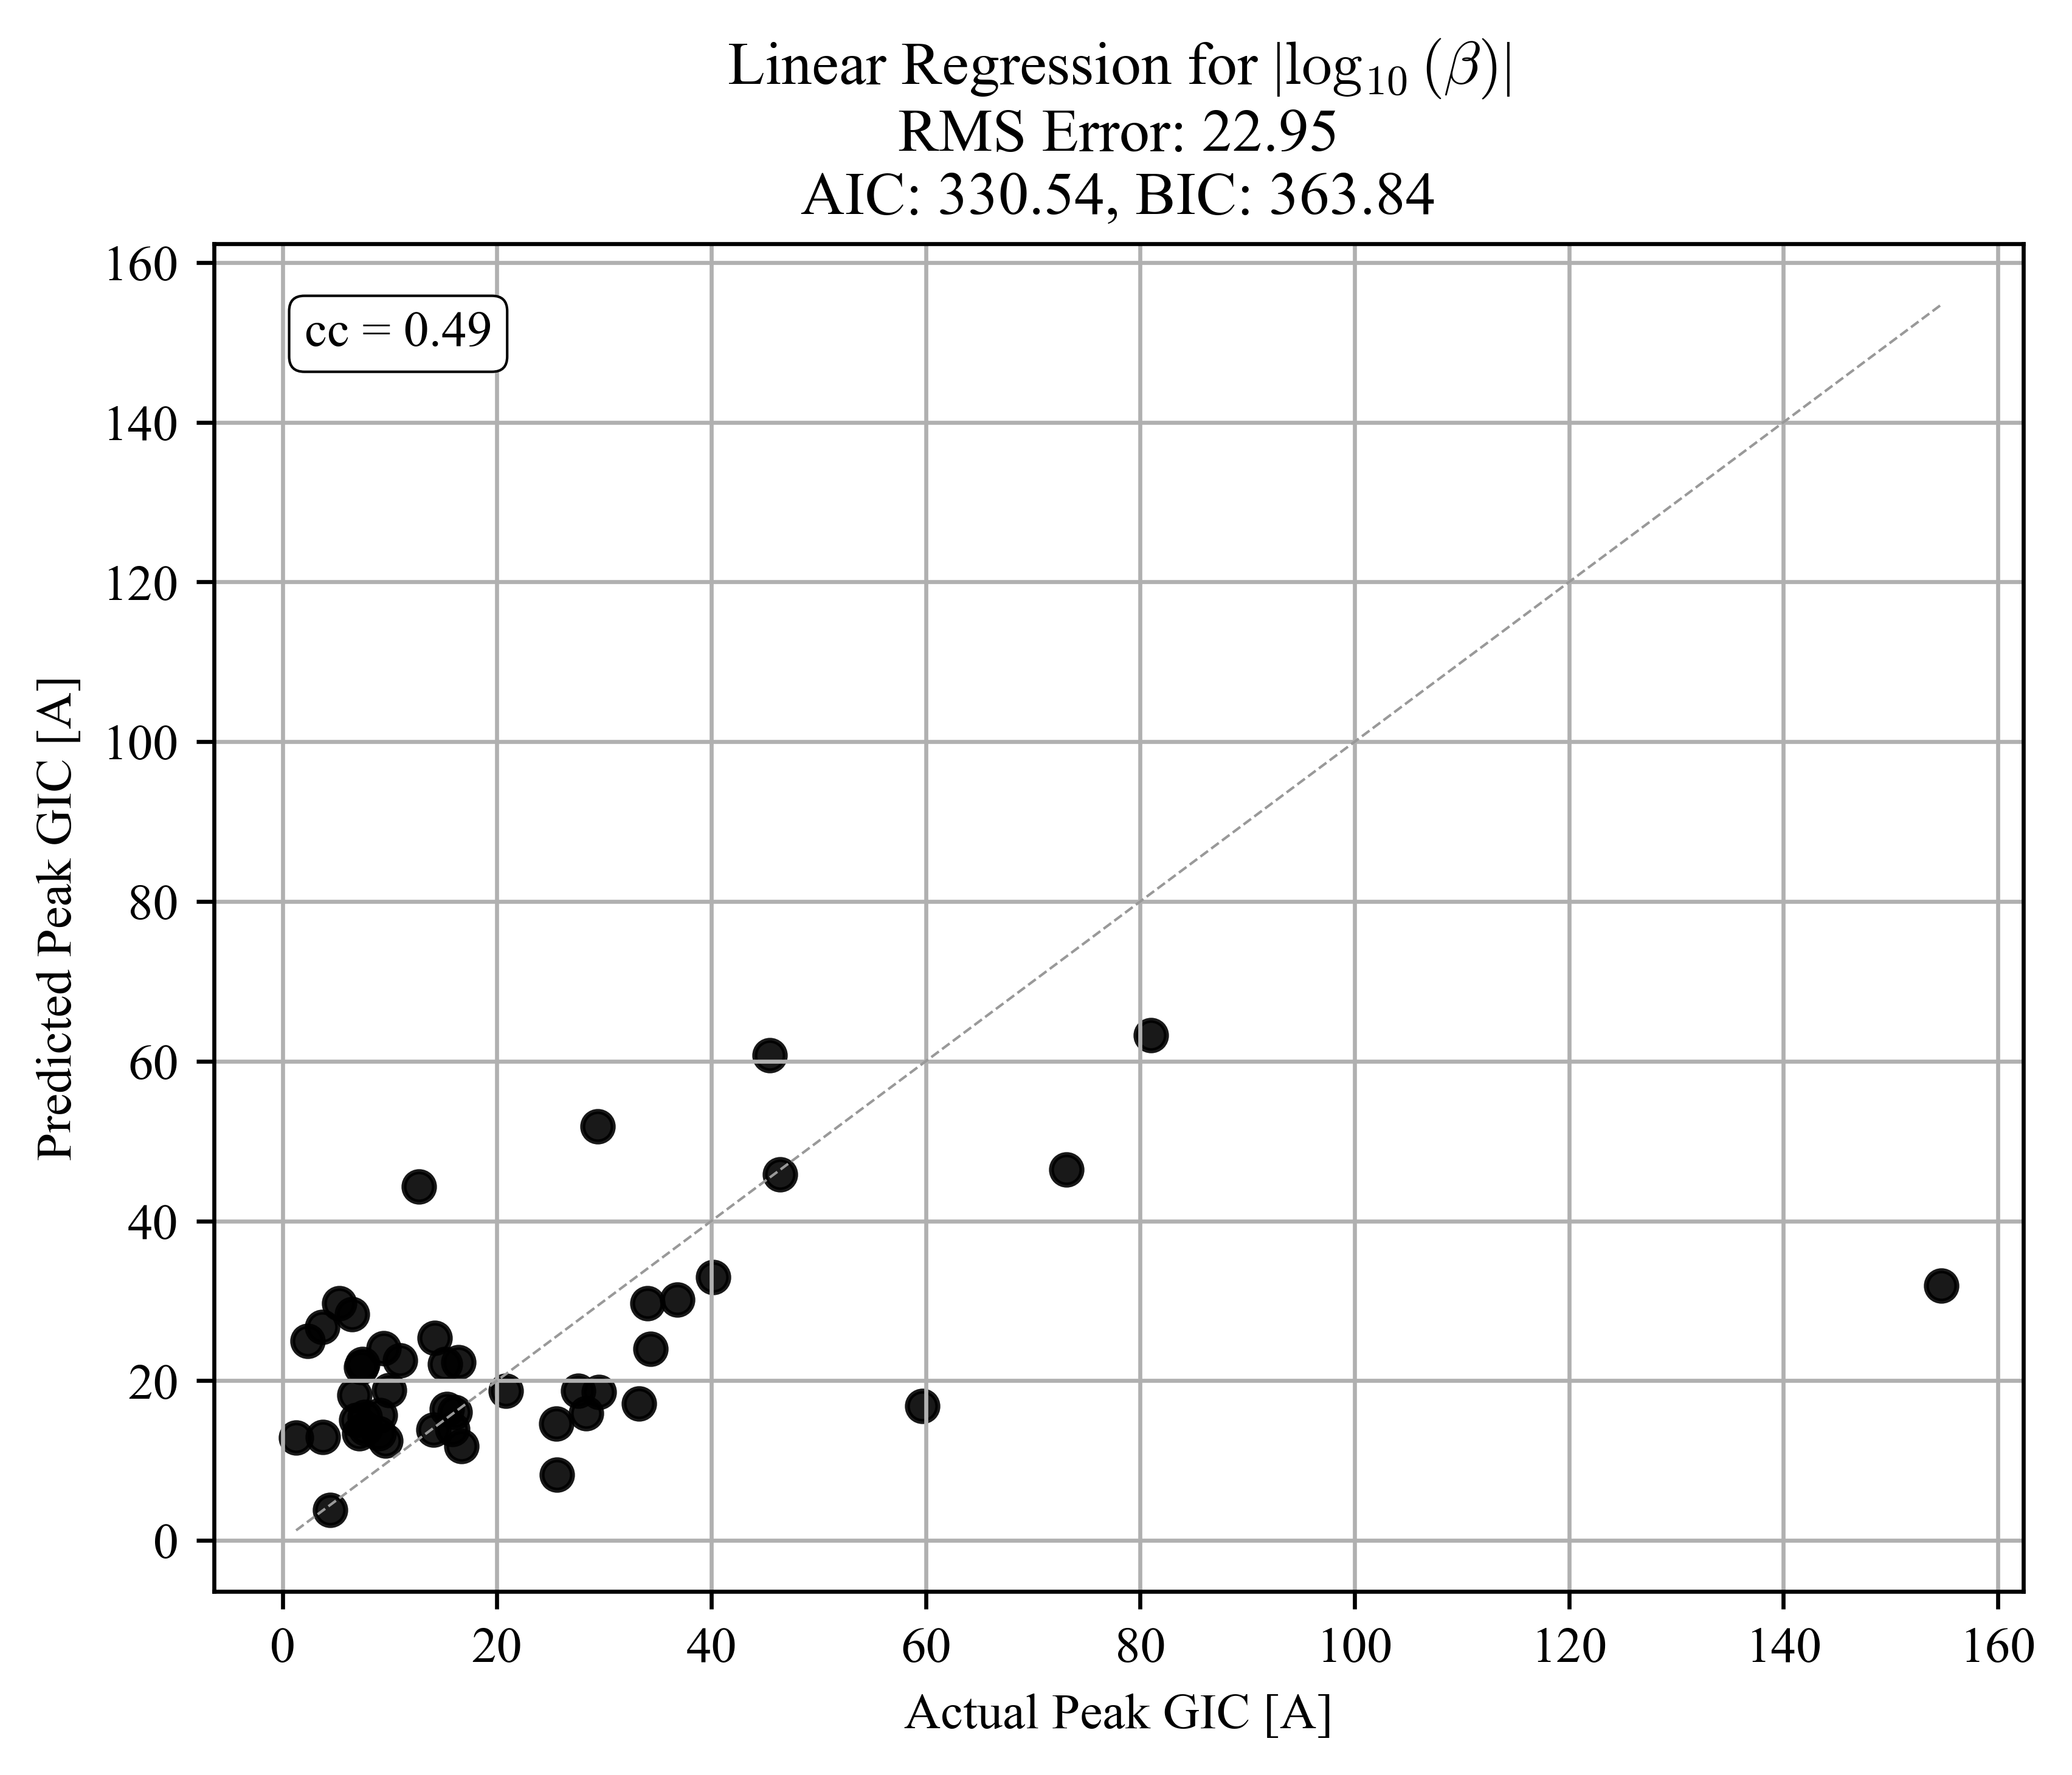 Linear Regression for |log₁₀ (β)|
RMS Error: 22.95
AIC: 330.54, BIC: 363.84
cc = 0.49
160
140
120
100
80
60
40
20
0
Predicted Peak GIC [A]
0 20 40 60 80 100 120 140 160
Actual Peak GIC [A]